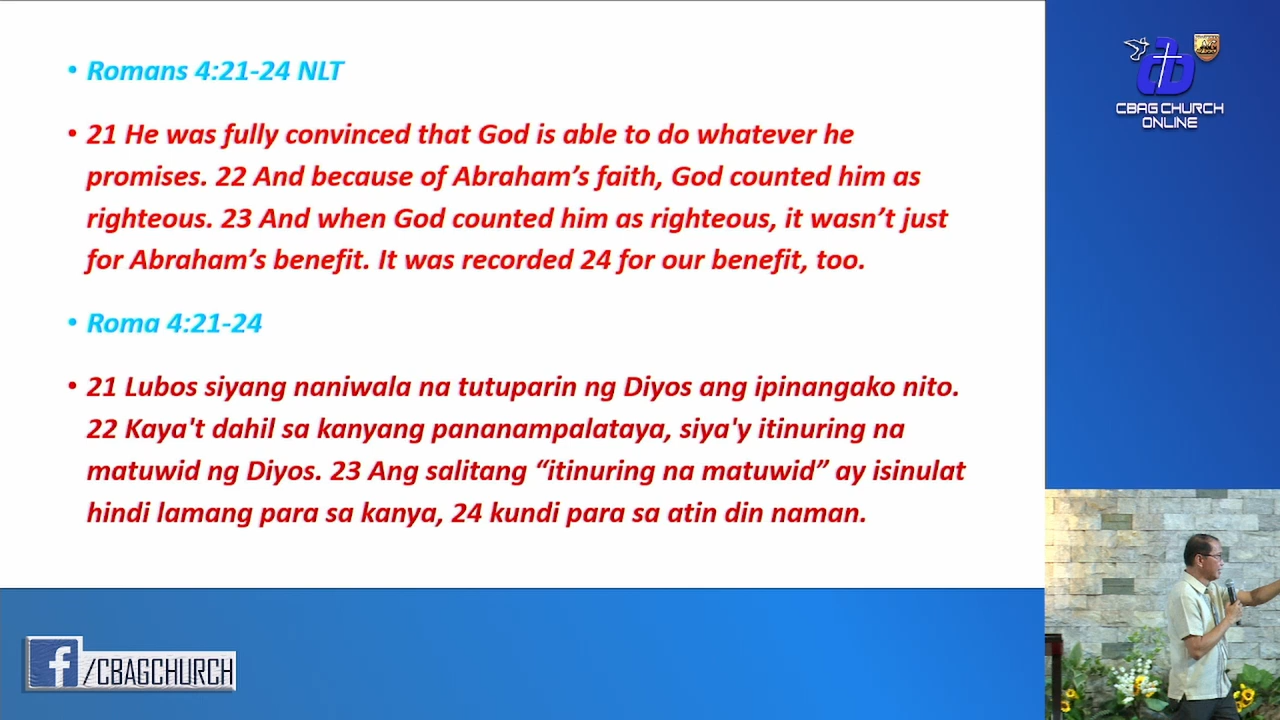 • Romans 4:21-24 NLT
• 21 He was fully convinced that God is able to do whatever he
promises. 22 And because of Abraham’s faith, God counted him as
righteous. 23 And when God counted him as righteous, it wasn’t just
for Abraham’s benefit. It was recorded 24 for our benefit, too.
• Roma 4:21-24
• 21 Lubos siyang naniwala na tutuparin ng Diyos ang ipinangako nito.
22 Kaya't dahil sa kanyang pananampalataya, siya'y itinuring na
matuwid ng Diyos. 23 Ang salitang “itinuring na matuwid” ay isinulat
hindi lamang para sa kanya, 24 kundi para sa atin din naman.
CBAG CHURCH
ONLINE
f/CBAGCHURCH